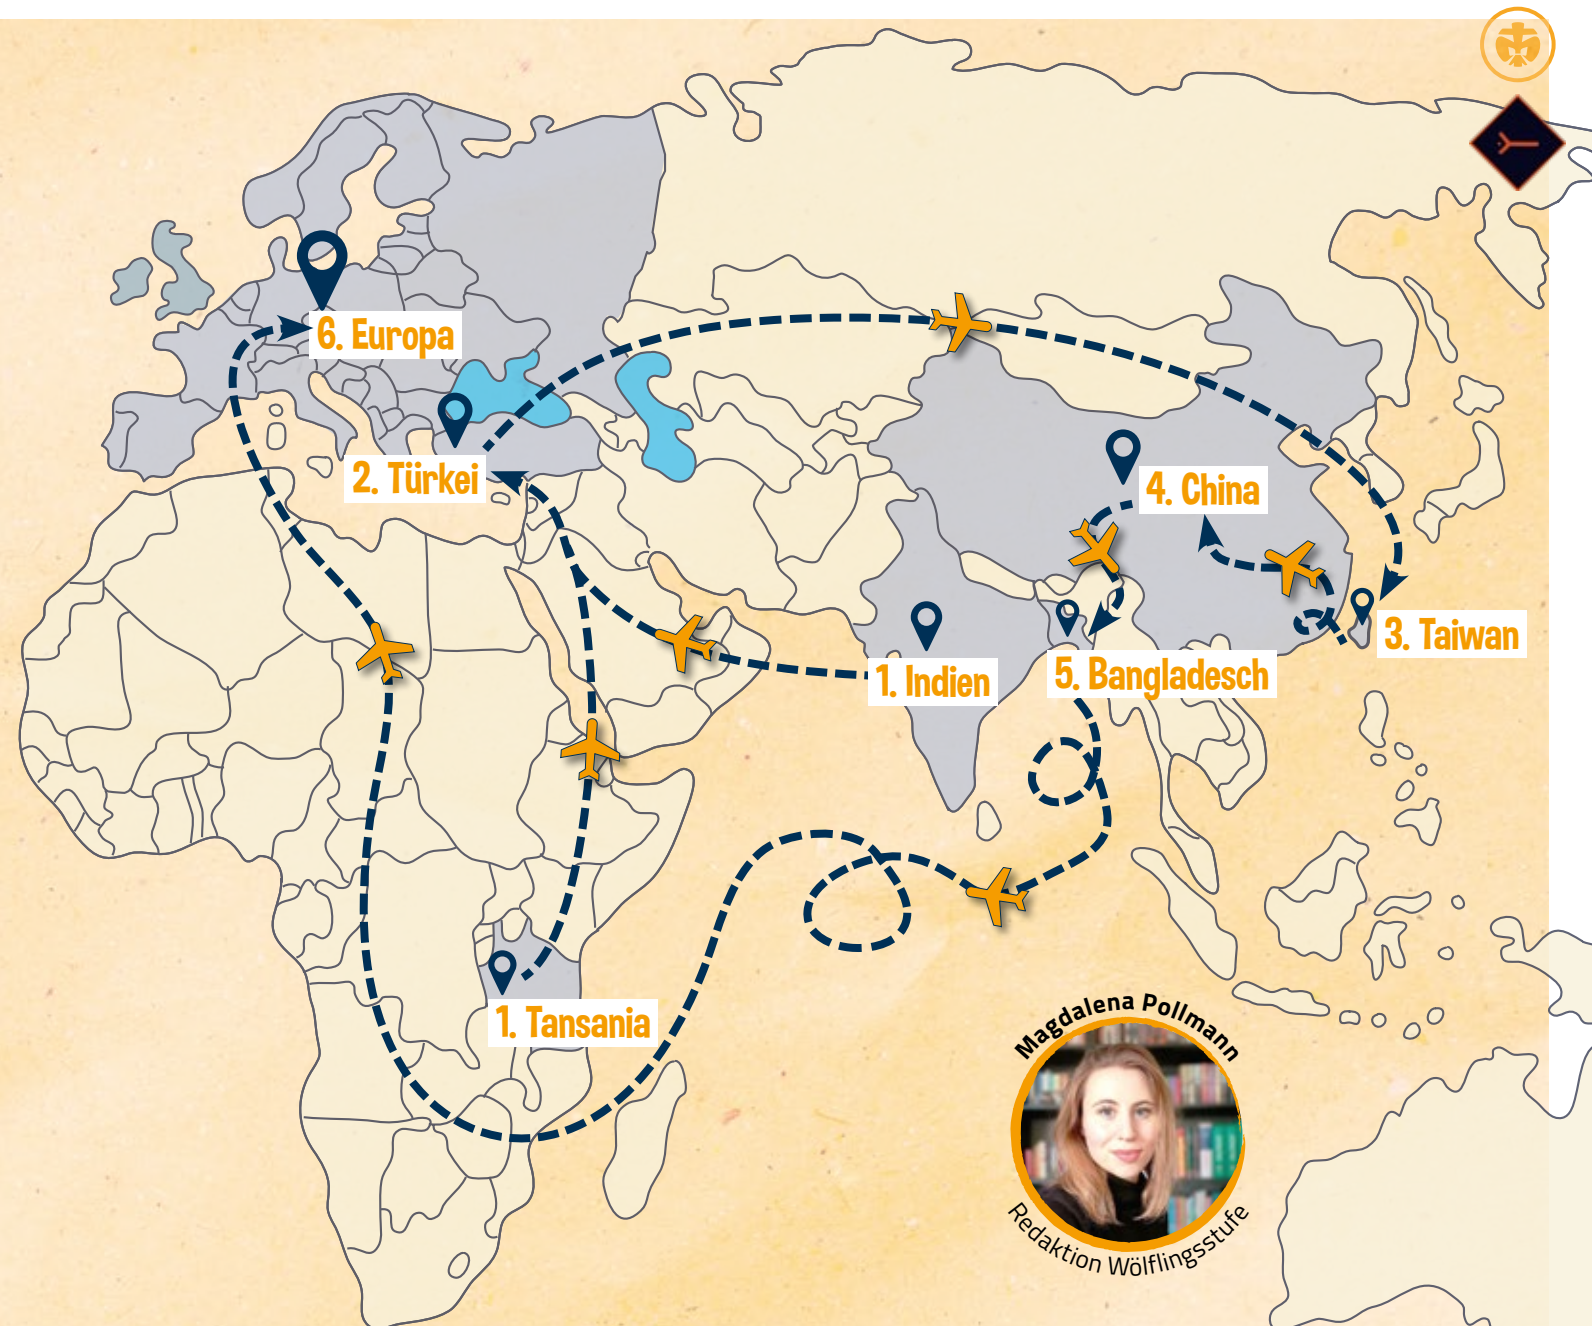 6. Europa
2. Türkei
4. China
3. Taiwan
1. Indien
5. Bangladesch
1. Tansania
Magdalena Pollmann
Redaktion Wölflingsstufe